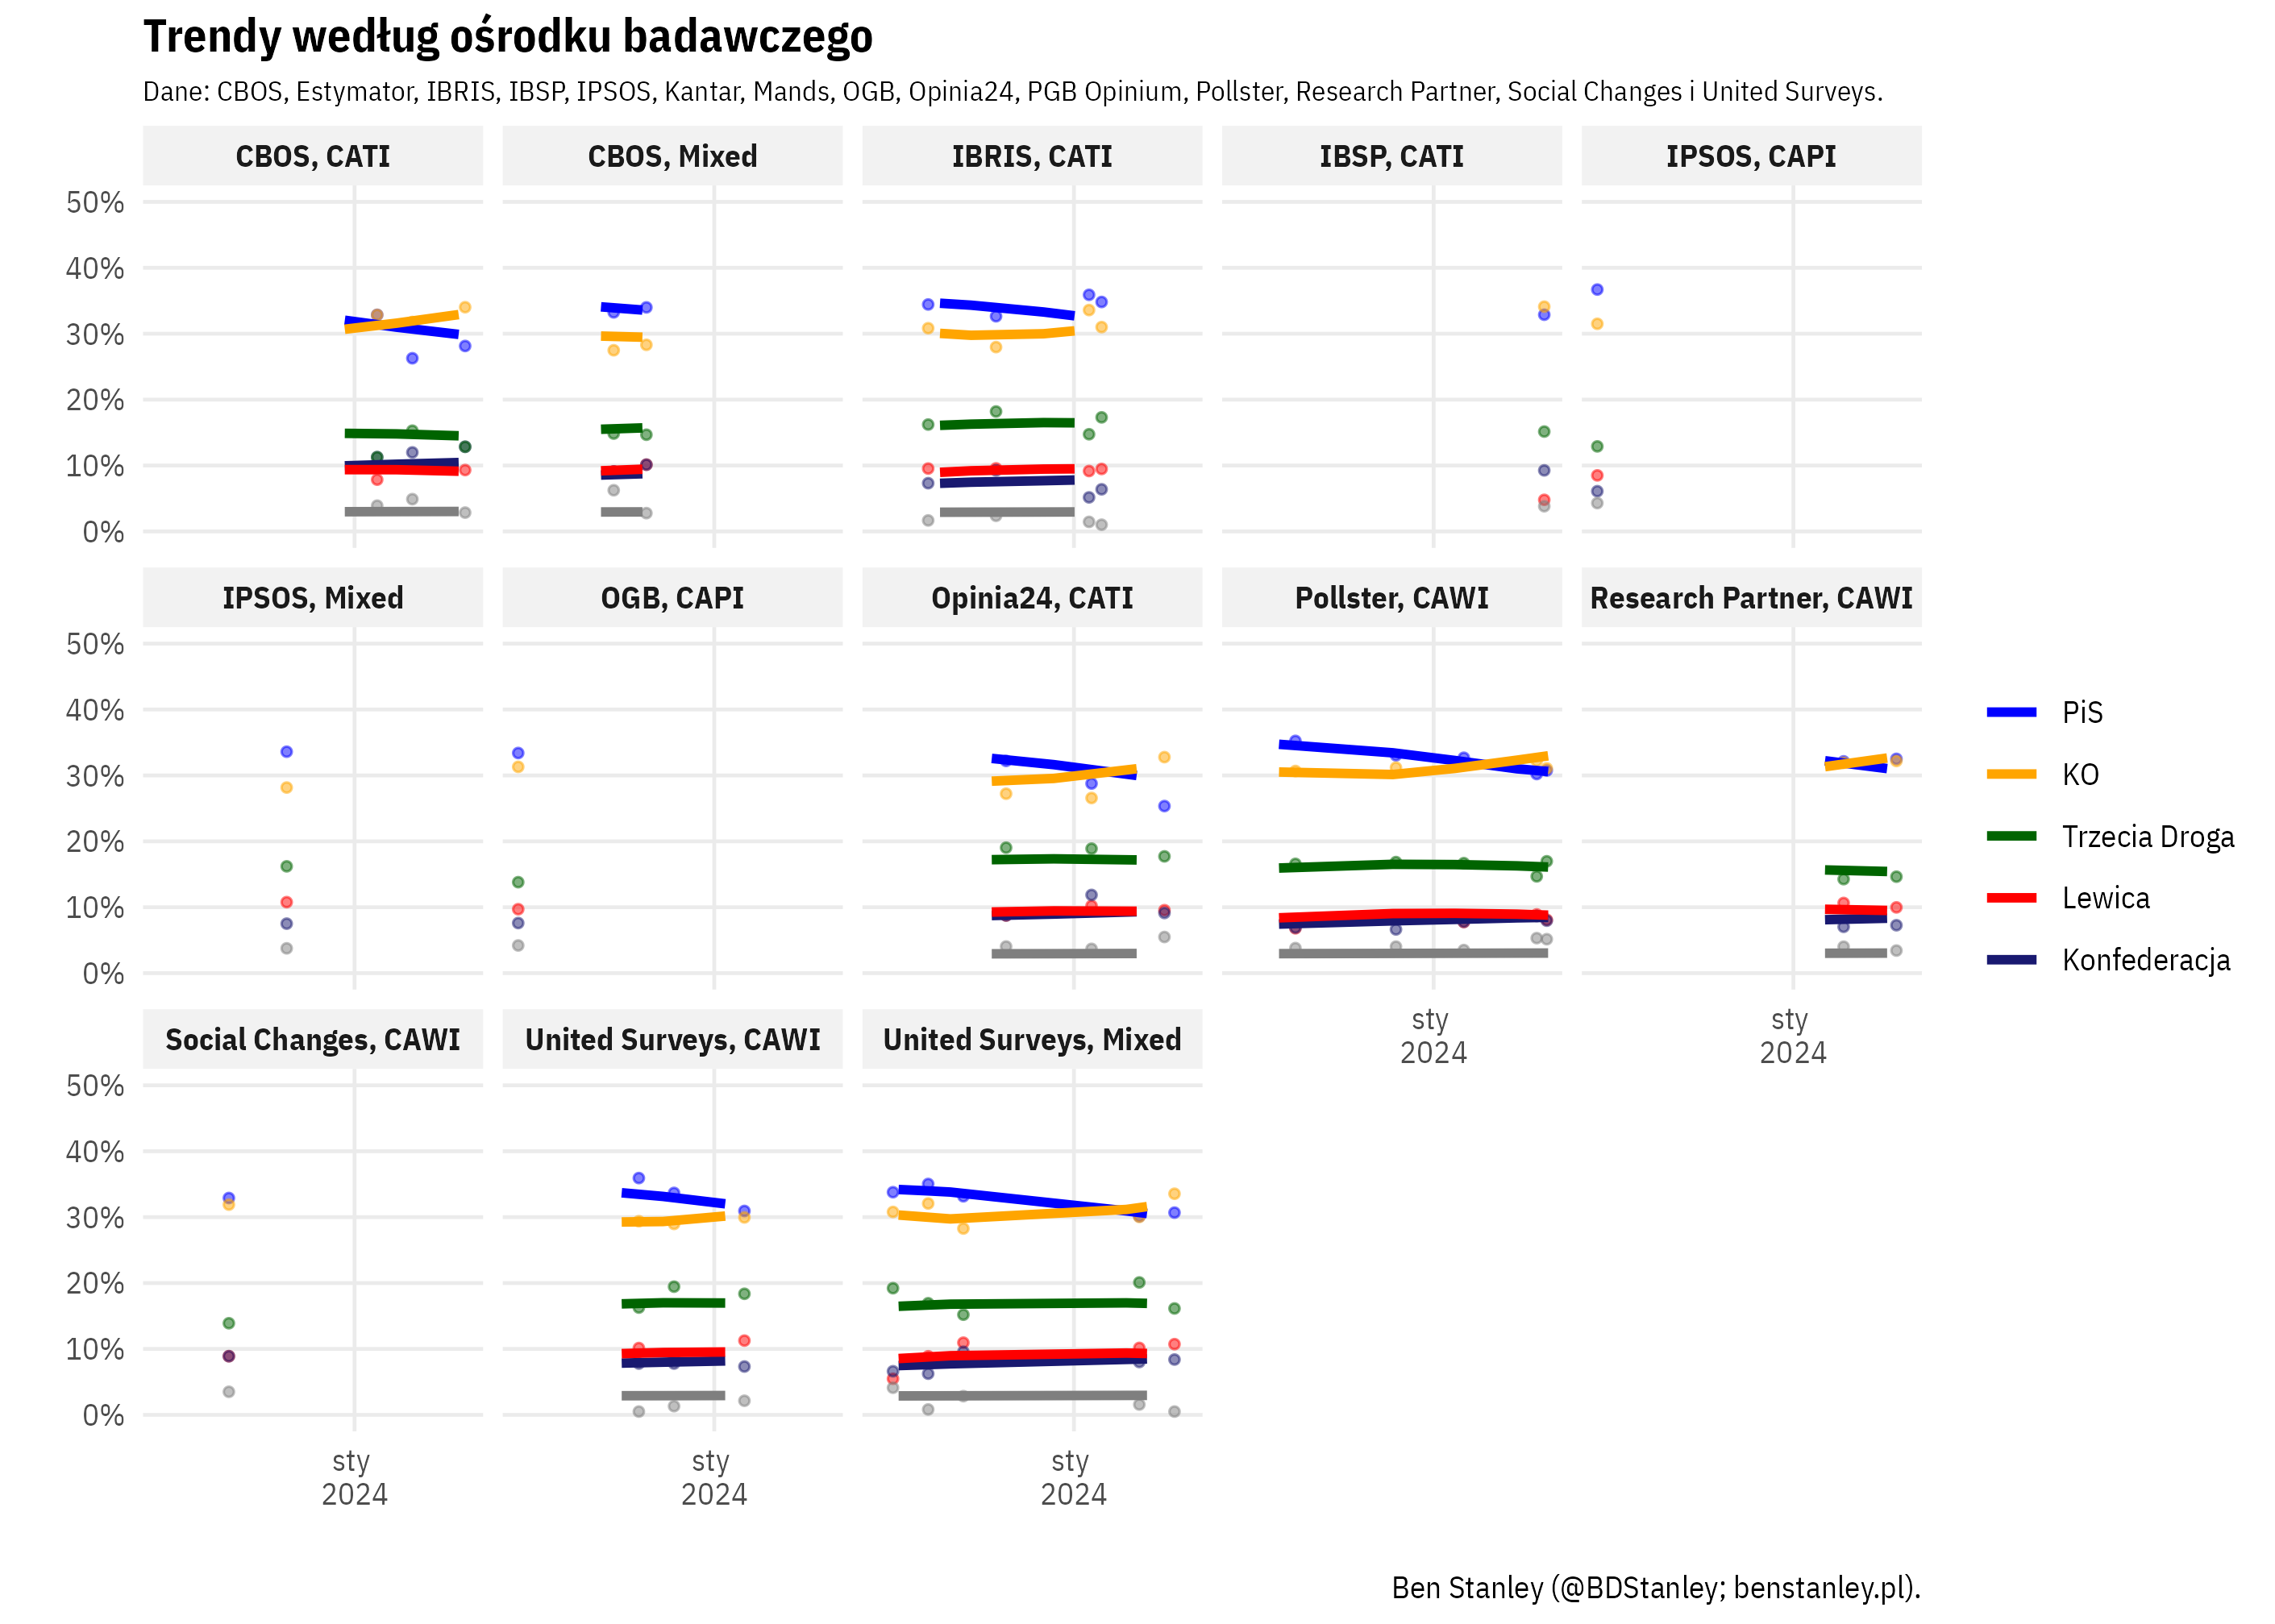 Trendy według ośrodku badawczego
Dane: CBOS, Estymator, IBRIS, IBSP, IPSOS, Kantar, Mands, OGB, Opinia24, PGB Opinium, Pollster, Research Partner, Social Changes i United Surveys.
CBOS, CATI
CBOS, Mixed
IBRIS, CATI
IBSP, CATI
IPSOS, CAPI
50%
40%
30%
20%
10%
0%
IPSOS, Mixed
OGB, CAPI
Opinia24, CATI
Pollster, CAWI
Research Partner, CAWI
50%
40%
30%
20%
10%
0%
sty
2024
sty
2024
Social Changes, CAWI
United Surveys, CAWI
United Surveys, Mixed
50%
40%
30%
20%
10%
0%
sty
2024
sty
2024
sty
2024
PiS
KO
Trzecia Droga
Lewica
Konfederacja
Ben Stanley (@BDStanley; benstanley.pl).